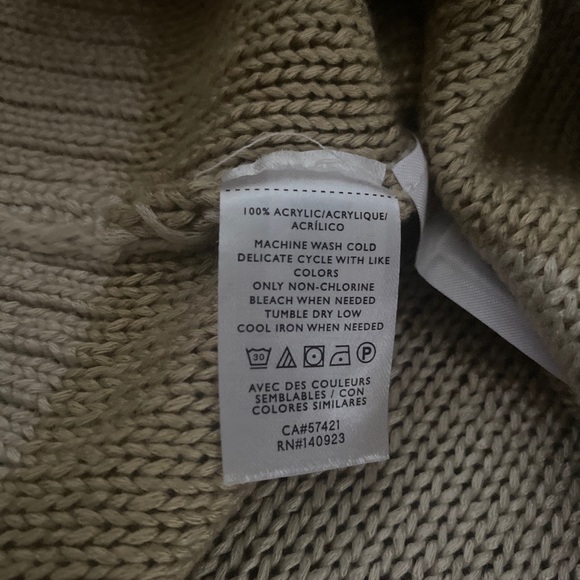 100% ACRYLIC/ACRYLIQUE/
ACRÍLICO
MACHINE WASH COLD
DELICATE CYCLE WITH LIKE
COLORS
ONLY NON-CHLORINE
BLEACH WHEN NEEDED
TUMBLE DRY LOW
COOL IRON WHEN NEEDED
30 P
AVEC DES COULEURS
SEMBLABLES / CON
COLORES SIMILARES
CA#57421
RN#140923